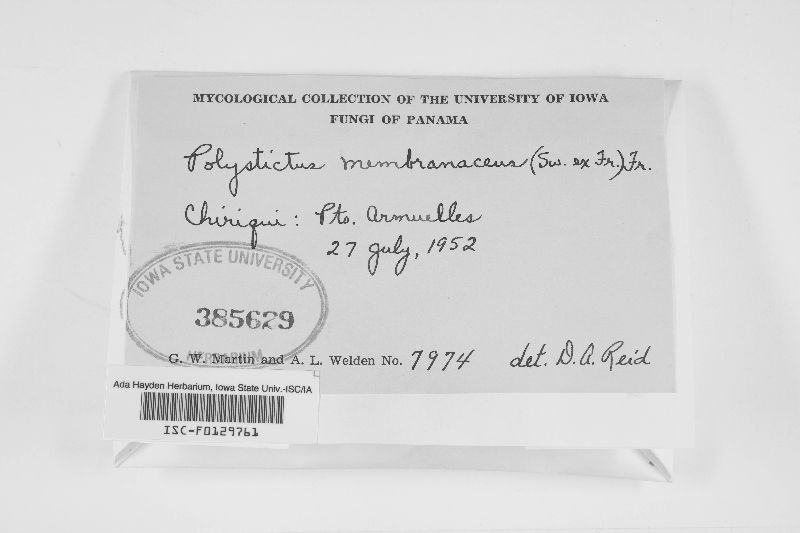 MYCOLOGICAL COLLECTION OF THE UNIVERSITY OF IOWA
FUNGI OF PANAMA
Polystictus membranaceus (Sw. ex Fr.) Fr.
Chiriqui: Pto. Armuelles
27 July, 1952
IOWA STATE UNIVERSITY
385629
HERBARIUM
G. W. Martin and A. L. Welden No. 7974 det. D. A. Reid
Ada Hayden Herbarium, Iowa State Univ.-ISC/IA
ISC-F0129761